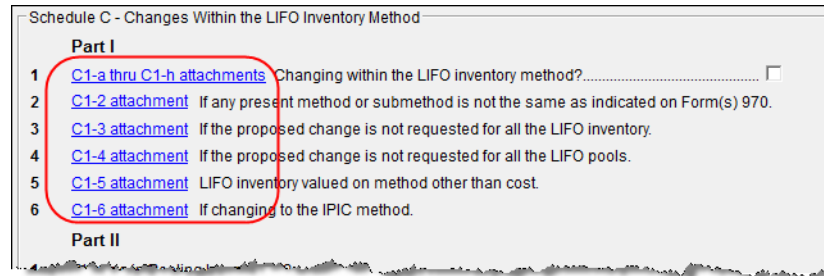 Schedule C - Changes Within the LIFO Inventory Method
Part I
1 C1-a thru C1-h attachments Changing within the LIFO inventory method?..........................................
2 C1-2 attachment If any present method or submethod is not the same as indicated on Form(s) 970.
3 C1-3 attachment If the proposed change is not requested for all the LIFO inventory.
4 C1-4 attachment If the proposed change is not requested for all the LIFO pools.
5 C1-5 attachment LIFO inventory valued on method other than cost.
6 C1-6 attachment If changing to the IPIC method.
Part II